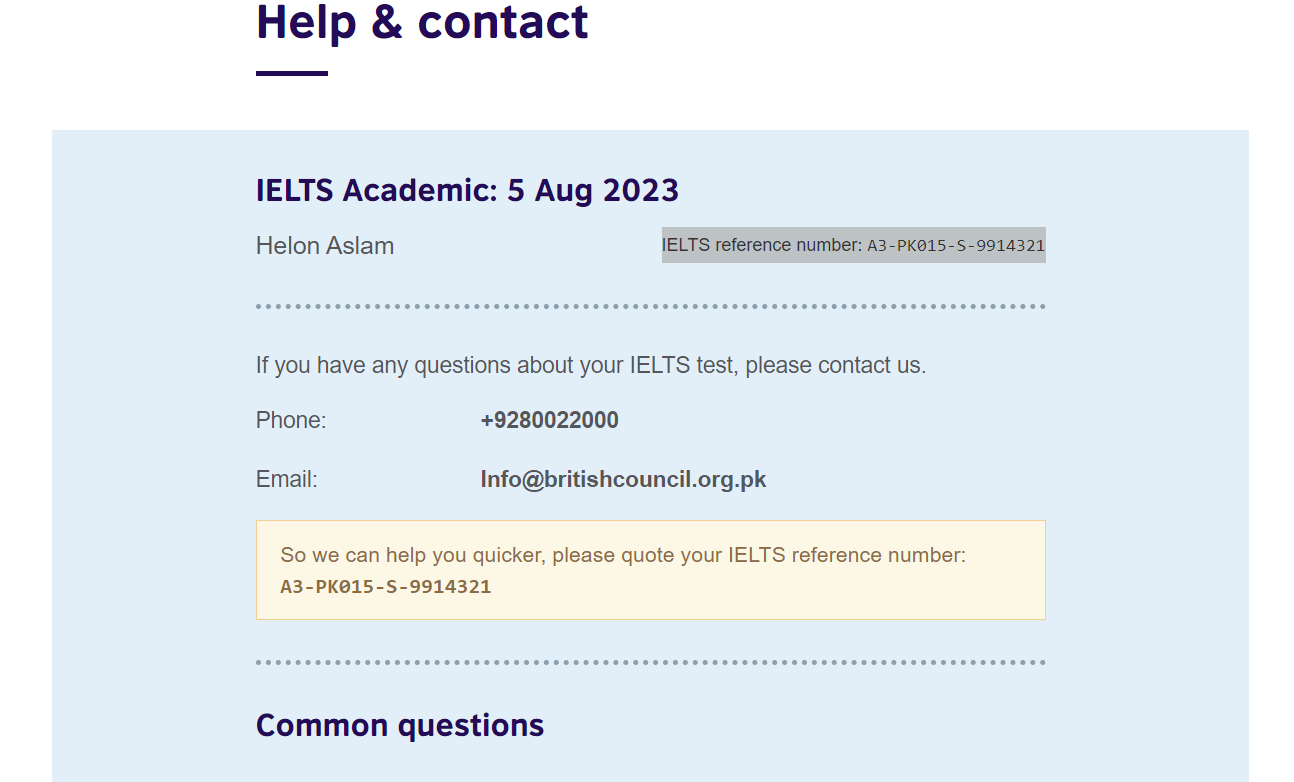 Help & contact
IELTS Academic: 5 Aug 2023
Helon Aslam
IELTS reference number: A3-PK015-S-9914321
If you have any questions about your IELTS test, please contact us.
Phone: +9280022000
Email: Info@britishcouncil.org.pk
So we can help you quicker, please quote your IELTS reference number:
A3-PK015-S-9914321
Common questions